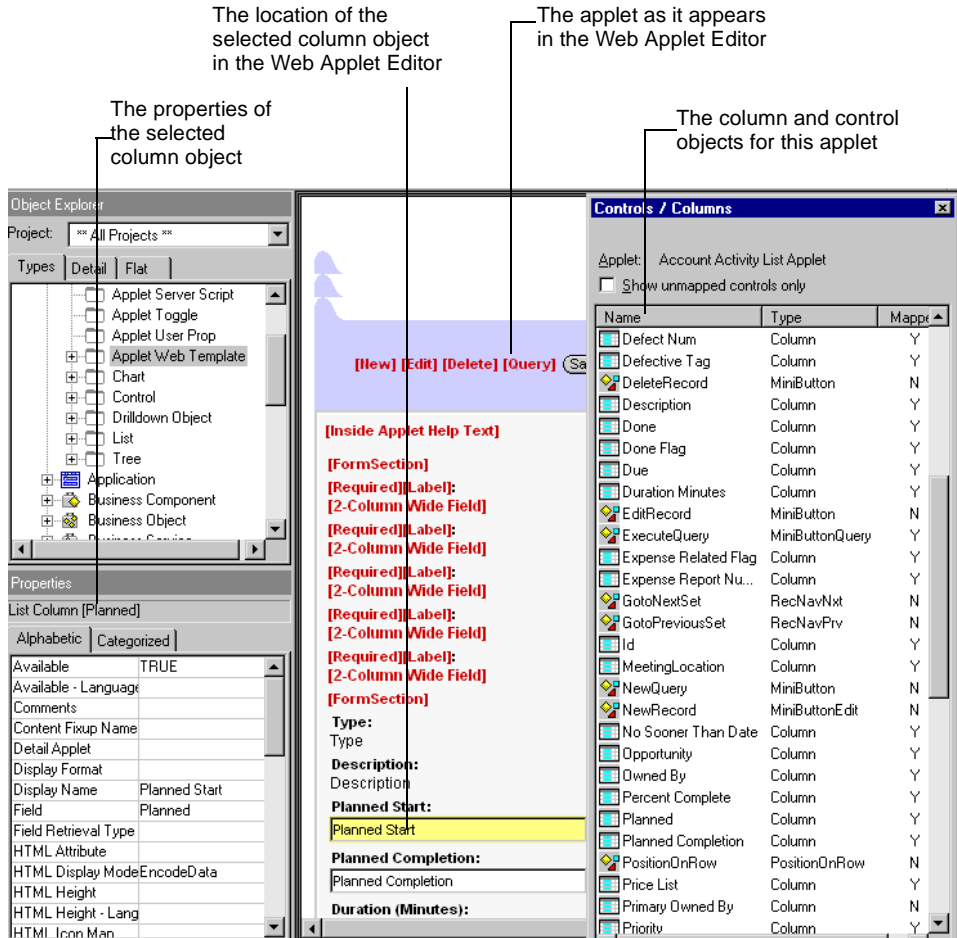 The location of the
selected column object
in the Web Applet Editor
The applet as it appears
in the Web Applet Editor
The properties of
the selected
column object
The column and control
objects for this applet
Object Explorer
Project: ** All Projects **
Types Detail Flat
Applet Server Script
Applet Toggle
Applet User Prop
Applet Web Template
Chart
Control
Drilldown Object
List
Tree
Application
Business Component
Business Object
Properties
List Column [Planned]
Alphabetic Categorized
Available TRUE
Available - Language
Comments
Content Fixup Name
Detail Applet
Display Format
Display Name Planned Start
Field Planned
Field Retrieval Type
HTML Attribute
HTML Display Mode EncodeData
HTML Height
HTML Height - Lang
HTML Icon Map
[New] [Edit] [Delete] [Query] (Sa
[Inside Applet Help Text]
[FormSection]
[Required][Label]:
[2-Column Wide Field]
[Required][Label]:
[2-Column Wide Field]
[Required][Label]:
[2-Column Wide Field]
[Required][Label]:
[2-Column Wide Field]
[Required][Label]:
[2-Column Wide Field]
[FormSection]
Type:
Type
Description:
Description
Planned Start:
Planned Start
Planned Completion:
Planned Completion
Duration (Minutes):
Controls / Columns
Applet: Account Activity List Applet
Show unmapped controls only
Name Type Mappe
Defect Num Column Y
Defective Tag Column Y
DeleteRecord MiniButton N
Description Column Y
Done Column Y
Done Flag Column Y
Due Column Y
Duration Minutes Column Y
EditRecord MiniButton N
ExecuteQuery MiniButtonQuery Y
Expense Related Flag Column Y
Expense Report Nu... Column Y
GotoNextSet RecNavNxt N
GotoPreviousSet RecNavPrv N
Id Column Y
MeetingLocation Column Y
NewQuery MiniButton N
NewRecord MiniButtonEdit N
No Sooner Than Date Column Y
Opportunity Column Y
Owned By Column Y
Percent Complete Column Y
Planned Column Y
Planned Completion Column Y
PositionOnRow PositionOnRow N
Price List Column Y
Primary Owned By Column N
Priority Column Y